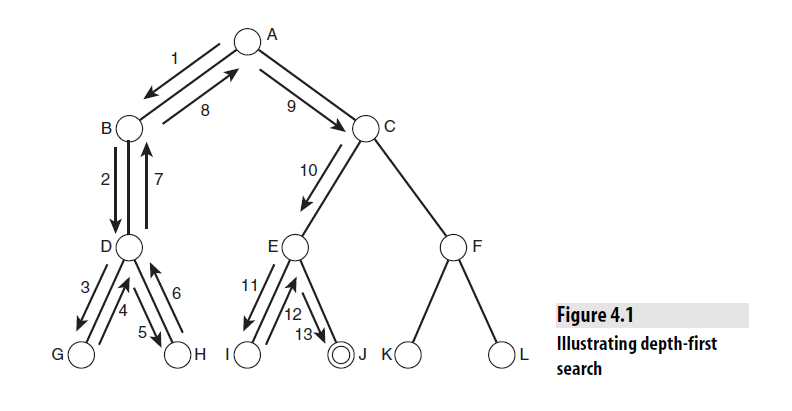 A
1
8
9
B
C
10
2
7
D
E
F
3
4
5
6
11
12
13
G
H
I
J
K
L
Figure 4.1
Illustrating depth-first
search